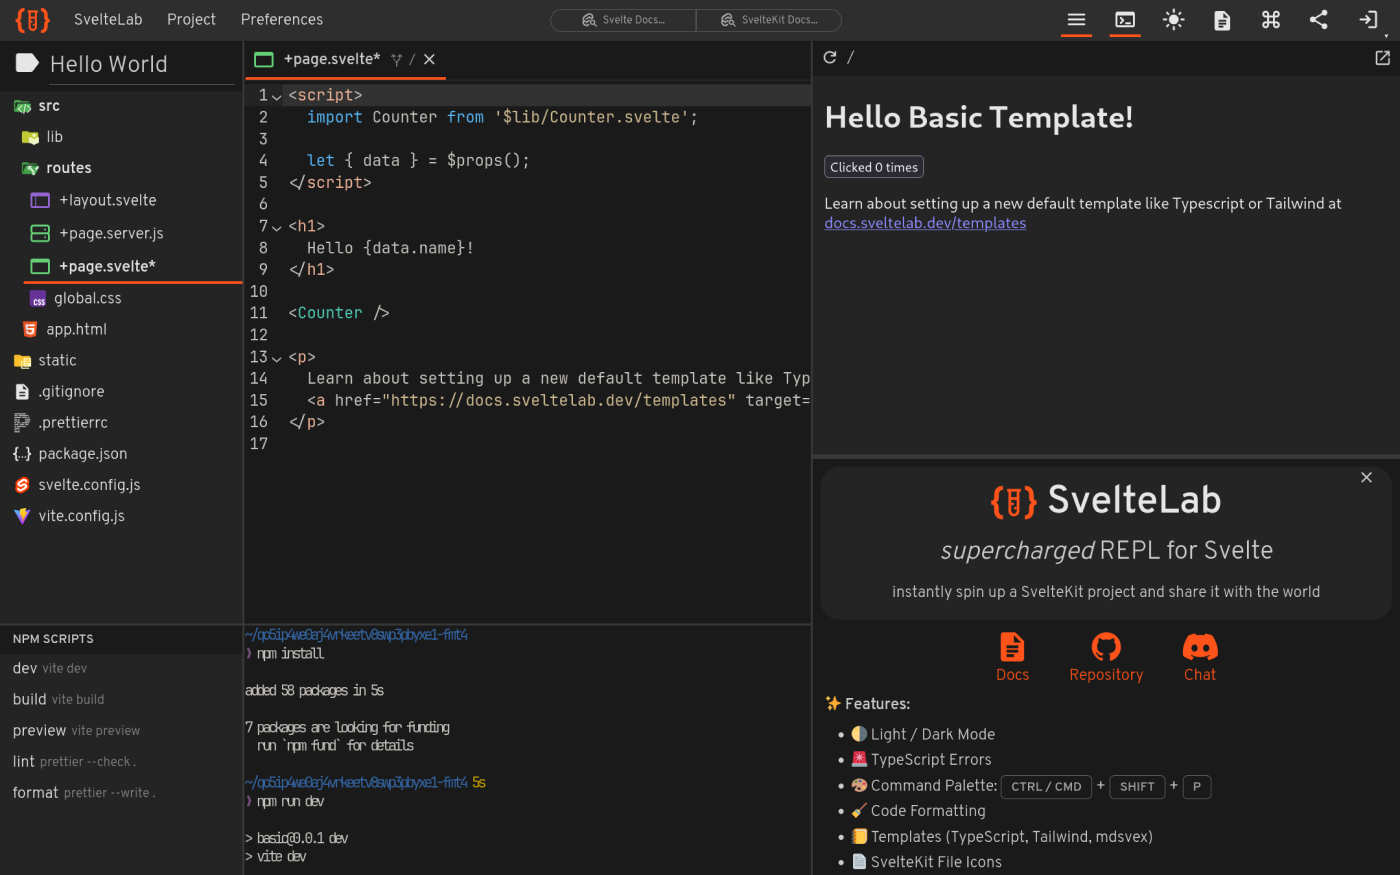 SvelteLab Project Preferences
Svelte Docs... SvelteKit Docs...
Hello World
src
lib
routes
+layout.svelte
+page.server.js
+page.svelte*
global.css
app.html
static
.gitignore
.prettierrc
package.json
svelte.config.js
vite.config.js
NPM SCRIPTS
dev vite dev
build vite build
preview vite preview
lint prettier --check .
format prettier --write .
+page.svelte* /
1 <script>
2 import Counter from '$lib/Counter.svelte';
3
4 let { data } = $props();
5 </script>
6
7 <h1>
8 Hello {data.name}!
9 </h1>
10
11 <Counter />
12
13 <p>
14 Learn about setting up a new default template like Typ
15 <a href="https://docs.sveltelab.dev/templates" target=
16 </p>
17
~/qo5ip4we0aj4vrkeetv8swp3pbyxe1-fmt4
❯ npm install
added 58 packages in 5s
7 packages are looking for funding
run `npm fund` for details
~/qo5ip4we0aj4vrkeetv8swp3pbyxe1-fmt4 5s
❯ npm run dev
> basic@0.0.1 dev
> vite dev
/
Hello Basic Template!
Clicked 0 times
Learn about setting up a new default template like Typescript or Tailwind at
docs.sveltelab.dev/templates
SvelteLab
supercharged REPL for Svelte
instantly spin up a SvelteKit project and share it with the world
Docs Repository Chat
✨ Features:
• 🌗 Light / Dark Mode
• 🚨 TypeScript Errors
• 🎨 Command Palette: CTRL / CMD + SHIFT + P
• 🧹 Code Formatting
• 📒 Templates (TypeScript, Tailwind, mdsvex)
• 📄 SvelteKit File Icons